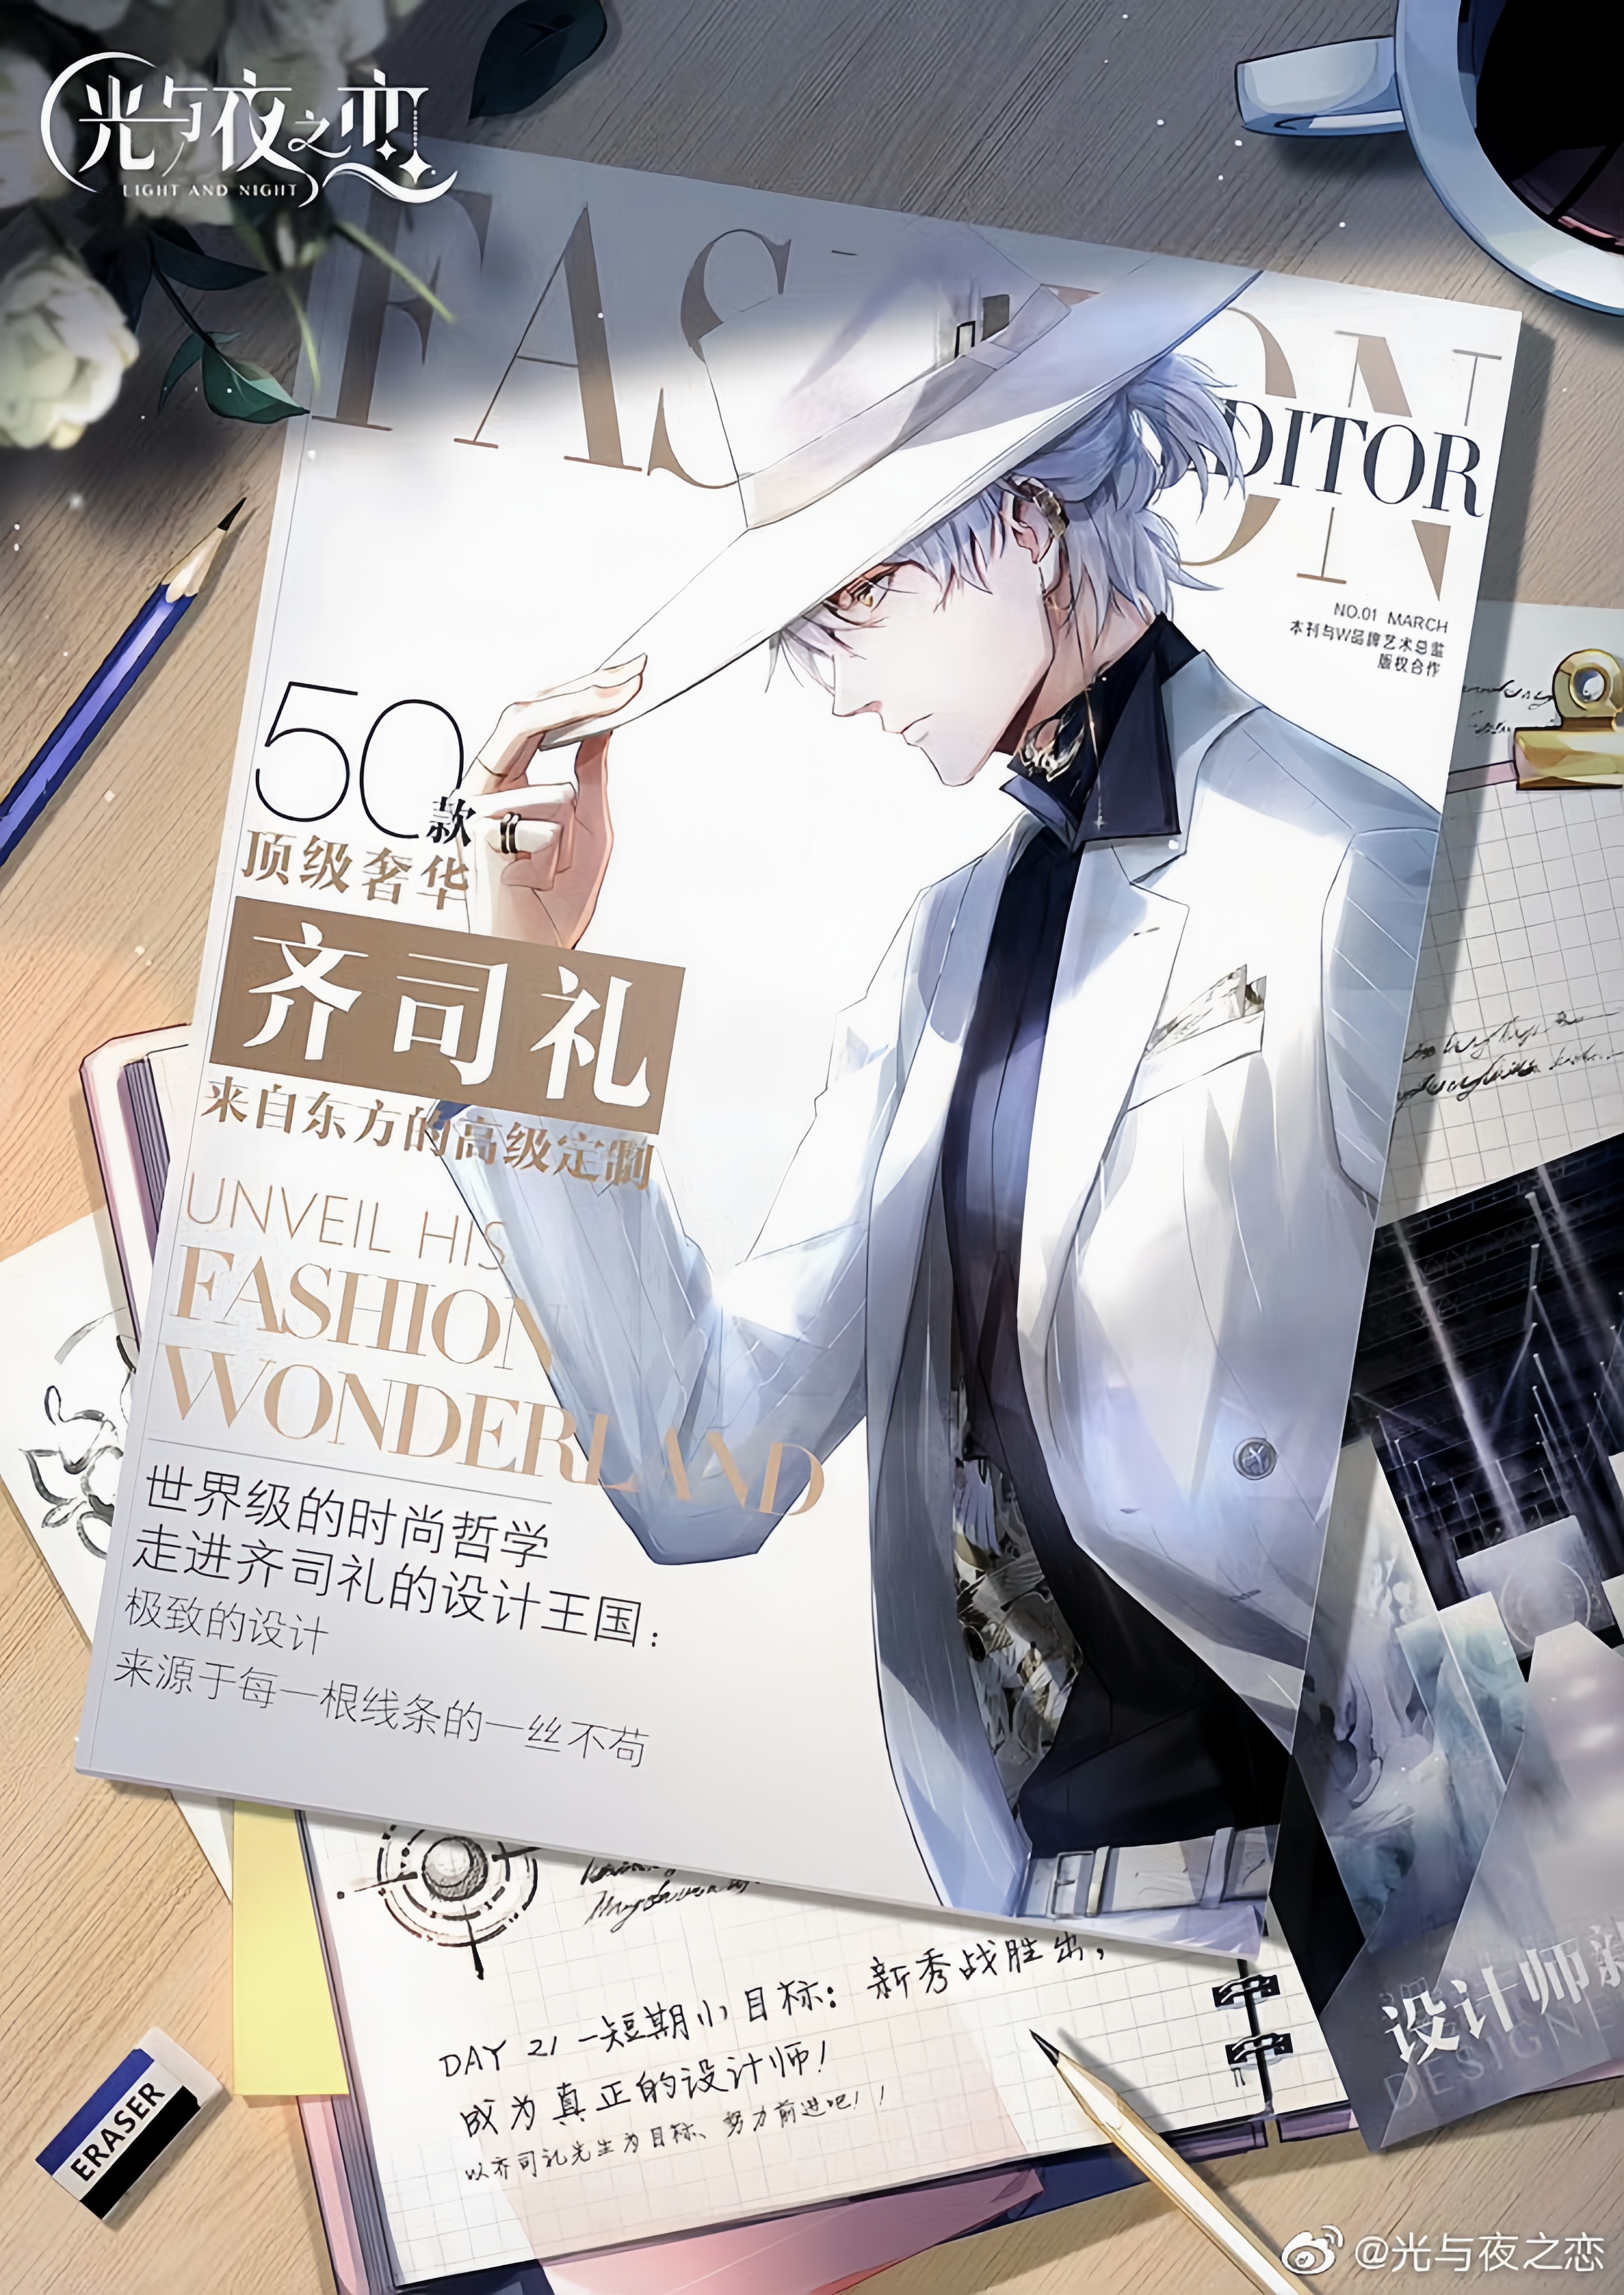 光与夜之恋
LIGHT AND NIGHT
FASHION
EDITOR
NO.01 MARCH
本刊与W品牌艺术总监
版权合作
50款
顶级奢华
齐司礼
来自东方的高级定制
UNVEIL HIS
FASHION
WONDERLAND
世界级的时尚哲学
走进齐司礼的设计王国：
极致的设计
来源于每一根线条的一丝不苟
DAY 21 一短期小目标：新秀战胜出，
成为真正的设计师！
以齐司礼先生为目标、努力前进吧！！
设计师
DESIGNE
ERASER
@光与夜之恋